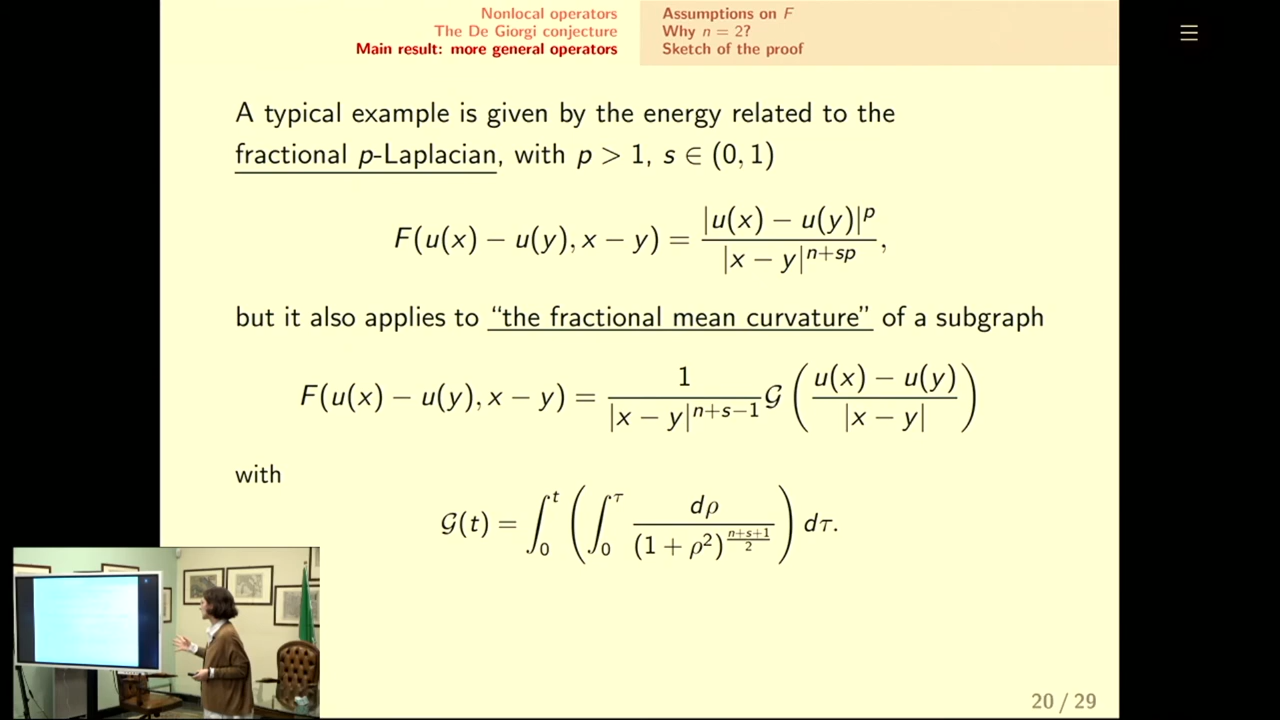 Nonlocal operators
The De Giorgi conjecture
Main result: more general operators
Assumptions on F
Why n = 2?
Sketch of the proof
A typical example is given by the energy related to the
fractional p-Laplacian, with p > 1, s ∈ (0, 1)
F(u(x) − u(y), x − y) = |u(x) − u(y)|^p / |x − y|^{n+sp},
but it also applies to “the fractional mean curvature” of a subgraph
F(u(x) − u(y), x − y) = 1 / |x − y|^{n+s−1} 𝒢 ( (u(x) − u(y)) / |x − y| )
with
𝒢(t) = ∫_0^t ( ∫_0^τ dρ / (1 + ρ²)^{(n+s+1)/2} ) dτ.
20 / 29